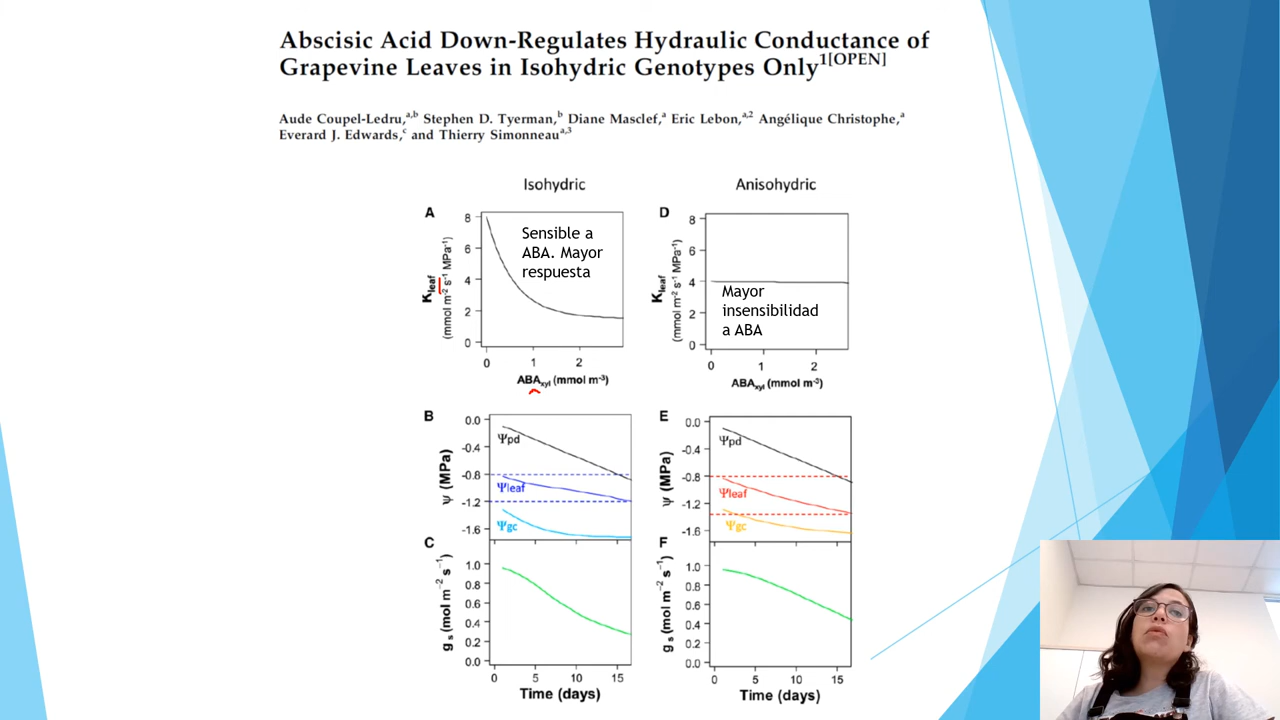 Abscisic Acid Down-Regulates Hydraulic Conductance of
Grapevine Leaves in Isohydric Genotypes Only1[OPEN]
Aude Coupel-Ledru,a,b Stephen D. Tyerman,b Diane Masclef,a Eric Lebon,a,2 Angélique Christophe,a
Everard J. Edwards,c and Thierry Simonneaua,3
Isohydric
Anisohydric
A
8
6
4
2
0
Kleaf
(mmol m-2 s-1 MPa-1)
Sensible a
ABA. Mayor
respuesta
0 1 2
ABAxyl (mmol m-3)
D
8
6
4
2
0
Kleaf
(mmol m-2 s-1 MPa-1)
Mayor
insensibilidad
a ABA
0 1 2
ABAxyl (mmol m-3)
B
0.0
-0.4
-0.8
-1.2
-1.6
ψ (MPa)
Ψpd
Ψleaf
Ψgc
E
0.0
-0.4
-0.8
-1.2
-1.6
ψ (MPa)
Ψpd
Ψleaf
Ψgc
C
1.0
0.8
0.6
0.4
0.2
0.0
gs (mol m-2 s-1)
0 5 10 15
Time (days)
F
1.0
0.8
0.6
0.4
0.2
0.0
gs (mol m-2 s-1)
0 5 10 15
Time (days)